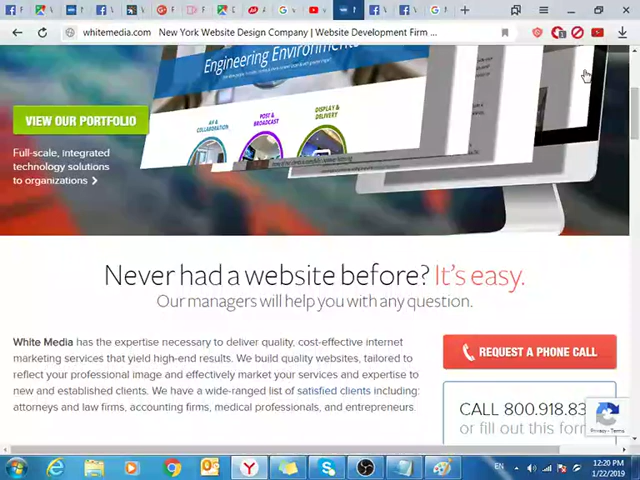 whitemedia.com New York Website Design Company | Website Development Firm ...
Engineering Environments
VIEW OUR PORTFOLIO
AV &
COLLABORATION
POST &
BROADCAST
DISPLAY &
DELIVERY
Full-scale, integrated
technology solutions
to organizations
Never had a website before? It's easy.
Our managers will help you with any question.
White Media has the expertise necessary to deliver quality, cost-effective internet
marketing services that yield high-end results. We build quality websites, tailored to
reflect your professional image and effectively market your services and expertise to
new and established clients. We have a wide-ranged list of satisfied clients including:
attorneys and law firms, accounting firms, medical professionals, and entrepreneurs.
REQUEST A PHONE CALL
CALL 800.918.83
or fill out this form
Privacy - Terms
EN
12:20 PM
1/22/2019